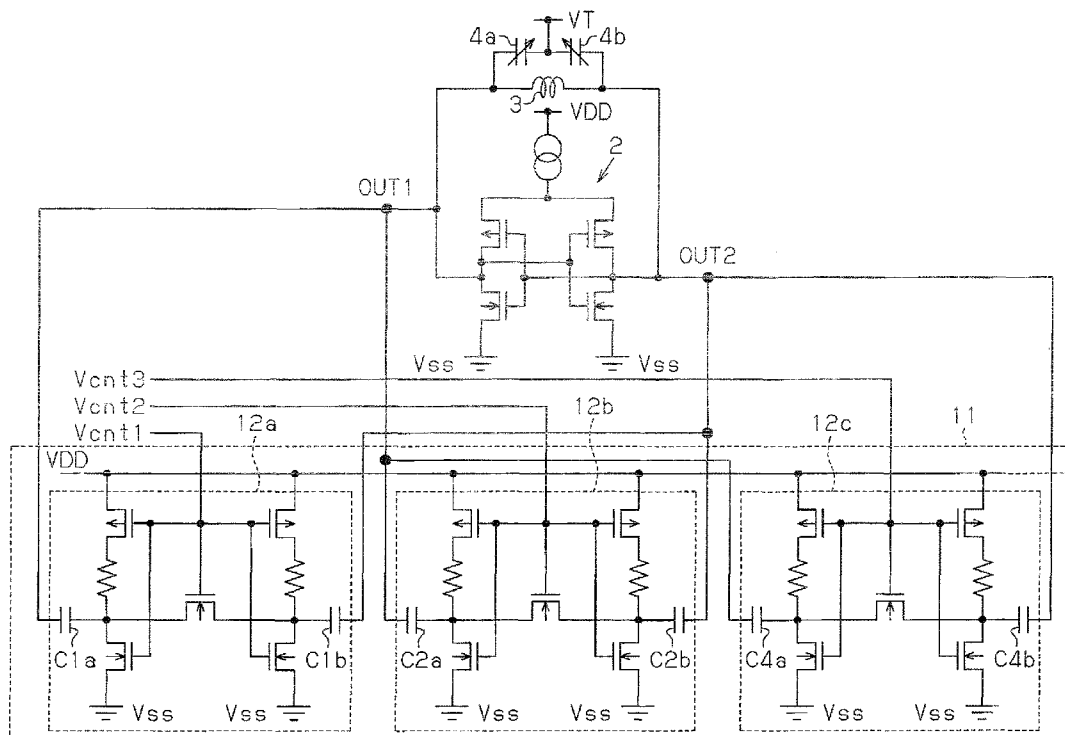 VT
4a
4b
3
VDD
2
OUT1
OUT2
Vss
Vss
Vcnt3
Vcnt2
Vcnt1
12a
12b
12c
11
VDD
C1a
C1b
C2a
C2b
C4a
C4b
Vss
Vss
Vss
Vss
Vss
Vss